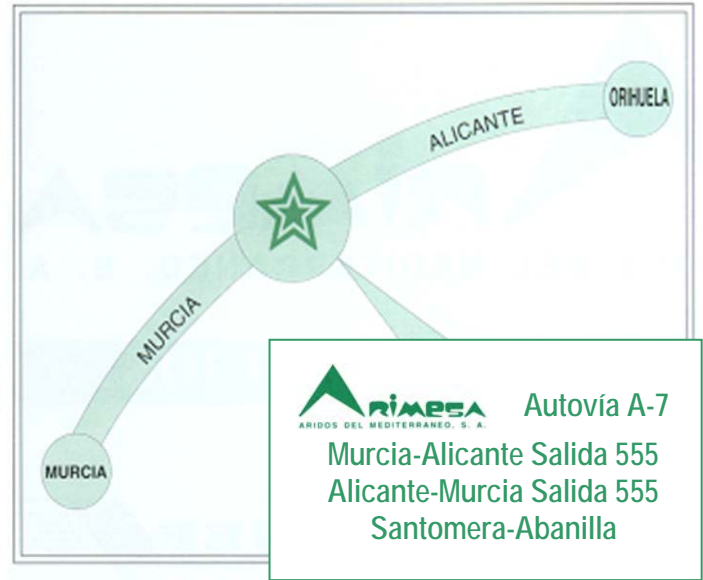 ORIHUELA
ALICANTE
MURCIA
MURCIA
ARIMESA
ARIDOS DEL MEDITERRANEO, S. A.
Autovía A-7
Murcia-Alicante Salida 555
Alicante-Murcia Salida 555
Santomera-Abanilla